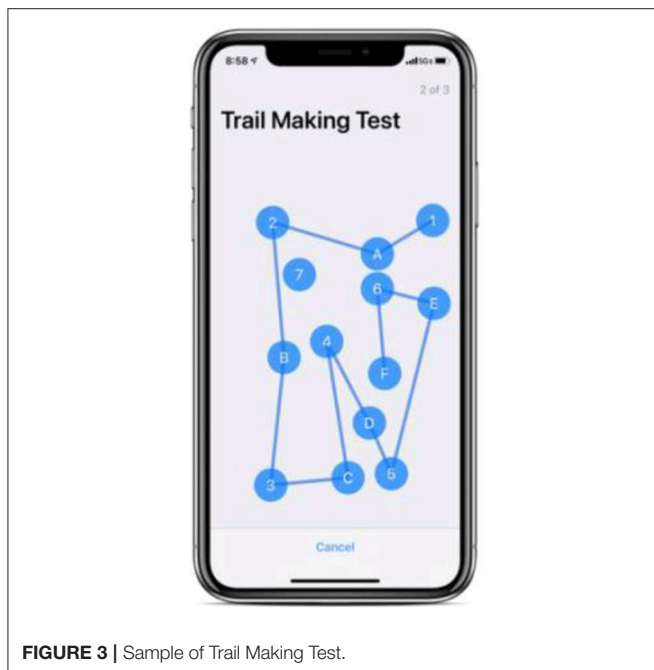 8:58
5Gᴇ
2 of 3
Trail Making Test
2
1
A
7
6
E
4
B
F
D
3
C
5
Cancel
FIGURE 3 | Sample of Trail Making Test.